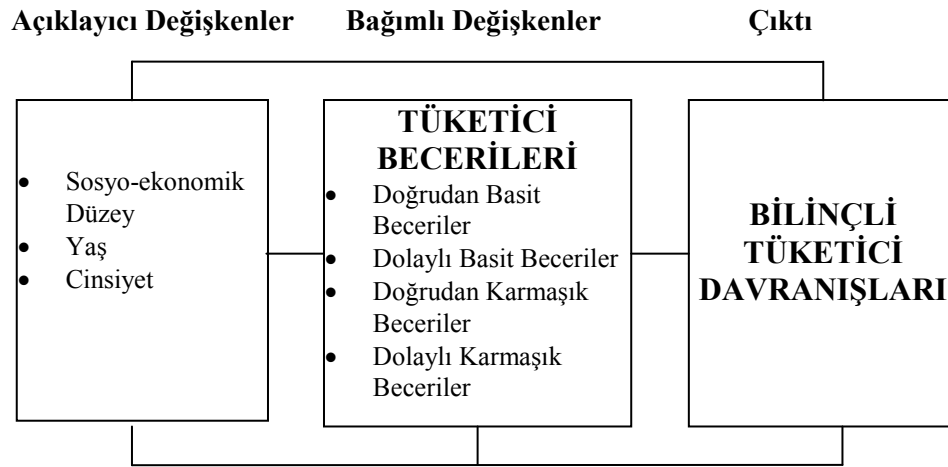 Açıklayıcı Değişkenler Bağımlı Değişkenler Çıktı
• Sosyo-ekonomik
Düzey
• Yaş
• Cinsiyet
TÜKETİCİ
BECERİLERİ
• Doğrudan Basit
Beceriler
• Dolaylı Basit Beceriler
• Doğrudan Karmaşık
Beceriler
• Dolaylı Karmaşık
Beceriler
BİLİNÇLİ
TÜKETİCİ
DAVRANIŞLARI